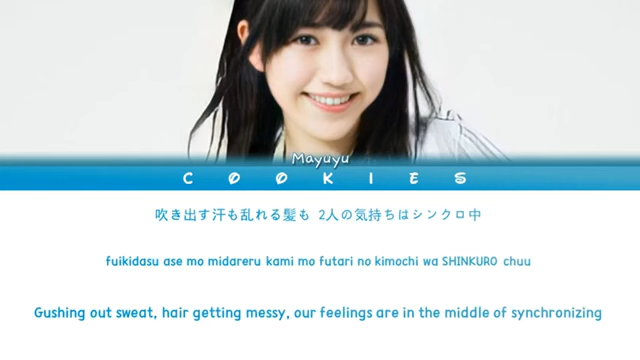 Mayuyu
COOKIES
吹き出す汗も乱れる髪も 2人の気持ちはシンクロ中
fuikidasu ase mo midareru kami mo futari no kimochi wa SHINKURO chuu
Gushing out sweat, hair getting messy, our feelings are in the middle of synchronizing